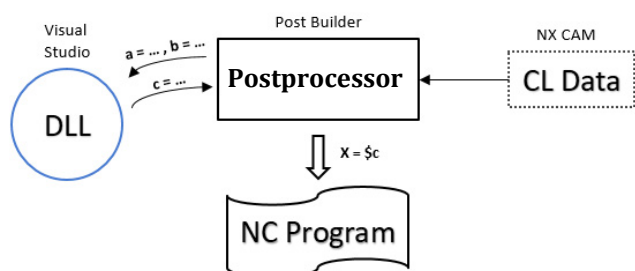 Visual
Studio
Post Builder
NX CAM
a = ... , b = ...
c = ...
DLL
Postprocessor
CL Data
X = $c
NC Program